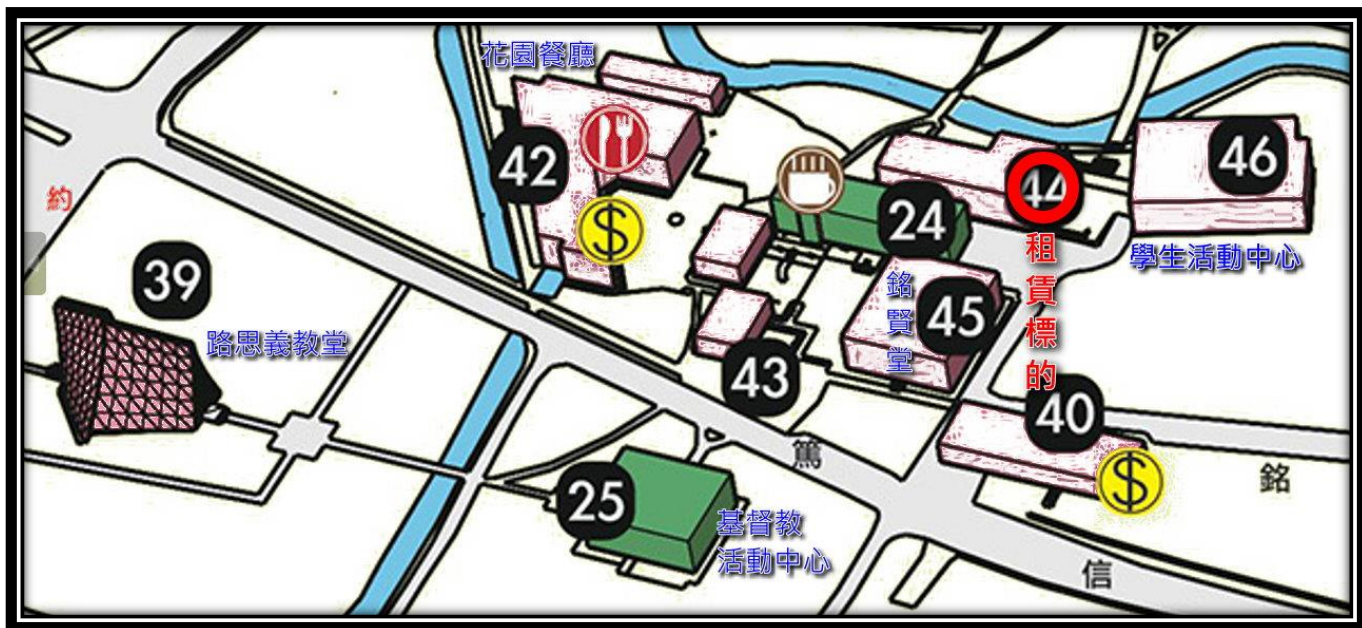 花園餐廳
42
$
24
44
46
學生活動中心
租賃標的
約
39
路思義教堂
銘賢堂
45
43
40
$
銘
篤
信
25
基督教
活動中心